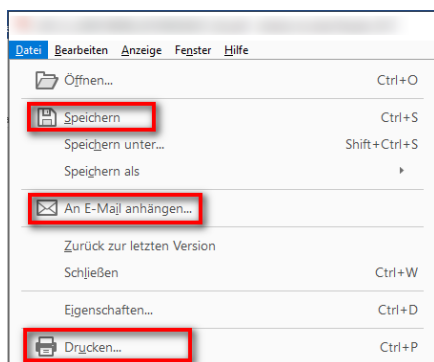 Datei Bearbeiten Anzeige Fenster Hilfe
Öffnen... Ctrl+O
Speichern Ctrl+S
Speichern unter... Shift+Ctrl+S
Speichern als
An E-Mail anhängen...
Zurück zur letzten Version
Schließen Ctrl+W
Eigenschaften... Ctrl+D
Drucken... Ctrl+P